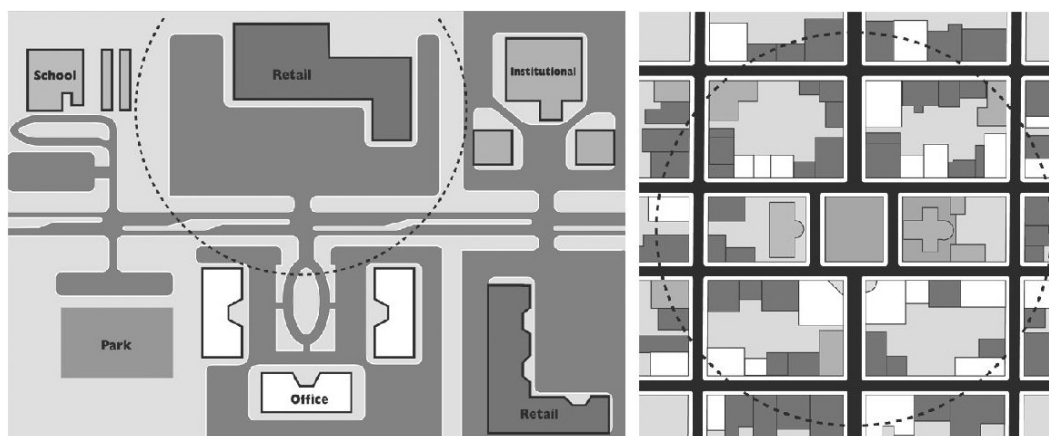 School
Retail
Institutional
Park
Office
Retail